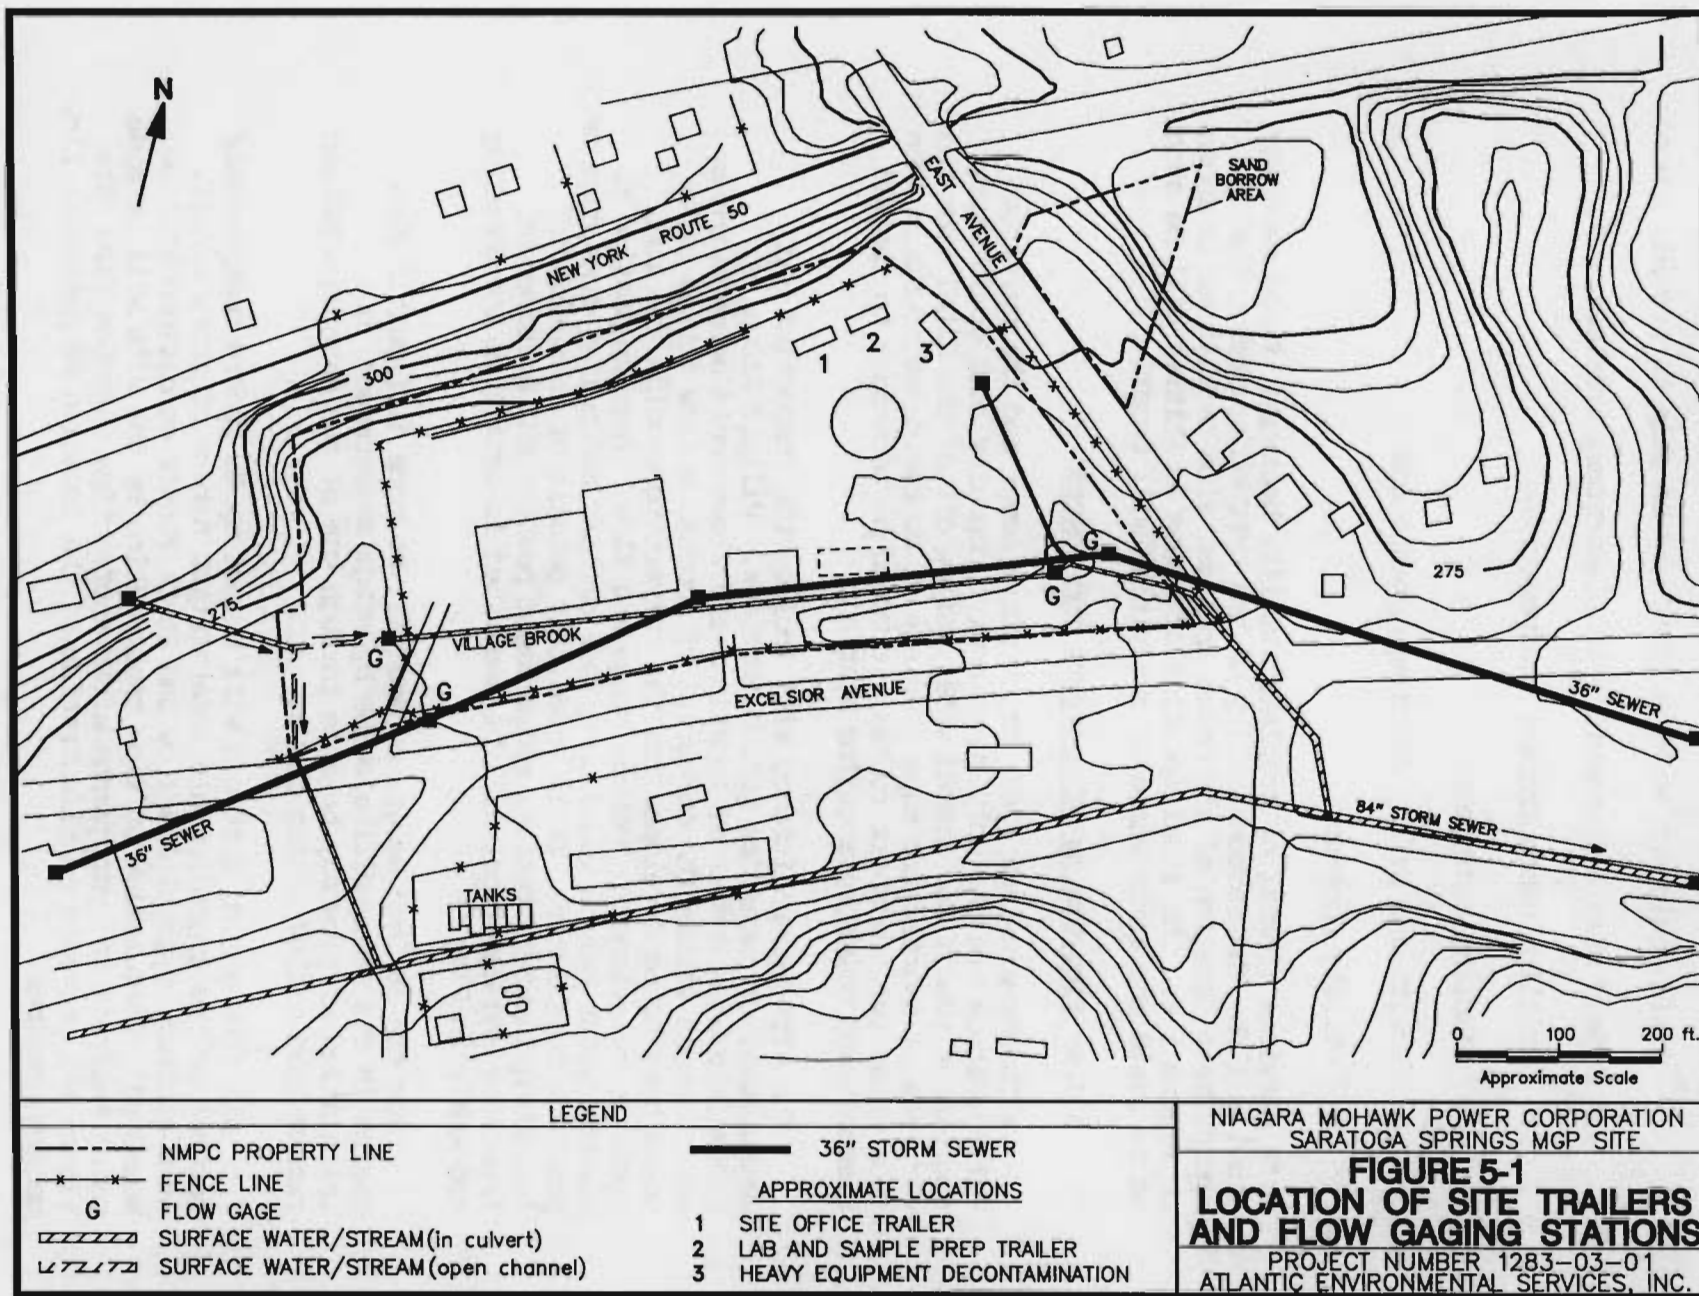 N
EAST AVENUE
SAND
BORROW
AREA
NEW YORK ROUTE 50
300
1
2
3
275
275
G
G
G
G
VILLAGE BROOK
EXCELSIOR AVENUE
36" SEWER
36" SEWER
84" STORM SEWER
TANKS
0 100 200 ft.
Approximate Scale
LEGEND
NMPC PROPERTY LINE
FENCE LINE
G FLOW GAGE
SURFACE WATER/STREAM(in culvert)
SURFACE WATER/STREAM(open channel)
36" STORM SEWER
APPROXIMATE LOCATIONS
1 SITE OFFICE TRAILER
2 LAB AND SAMPLE PREP TRAILER
3 HEAVY EQUIPMENT DECONTAMINATION
NIAGARA MOHAWK POWER CORPORATION
SARATOGA SPRINGS MGP SITE
FIGURE 5-1
LOCATION OF SITE TRAILERS
AND FLOW GAGING STATIONS
PROJECT NUMBER 1283-03-01
ATLANTIC ENVIRONMENTAL SERVICES, INC.